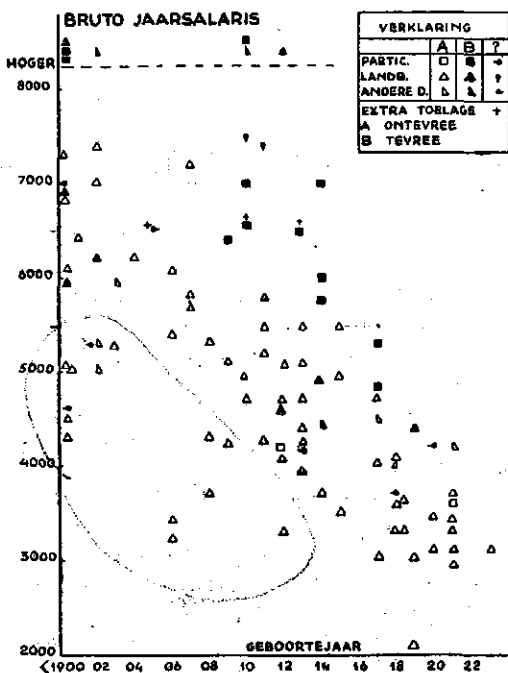 BRUTO JAARSALARIS
HOGER
8000
7000
6000
5000
4000
3000
2000
<1900 02 04 06 08 10 12 14 16 18 20 22
GEBOORTEJAAR
VERKLARING
A B ?
PARTIC.
LANDB.
ANDERE D.
EXTRA TOELAGE +
A ONTEVREE
B TEVREE